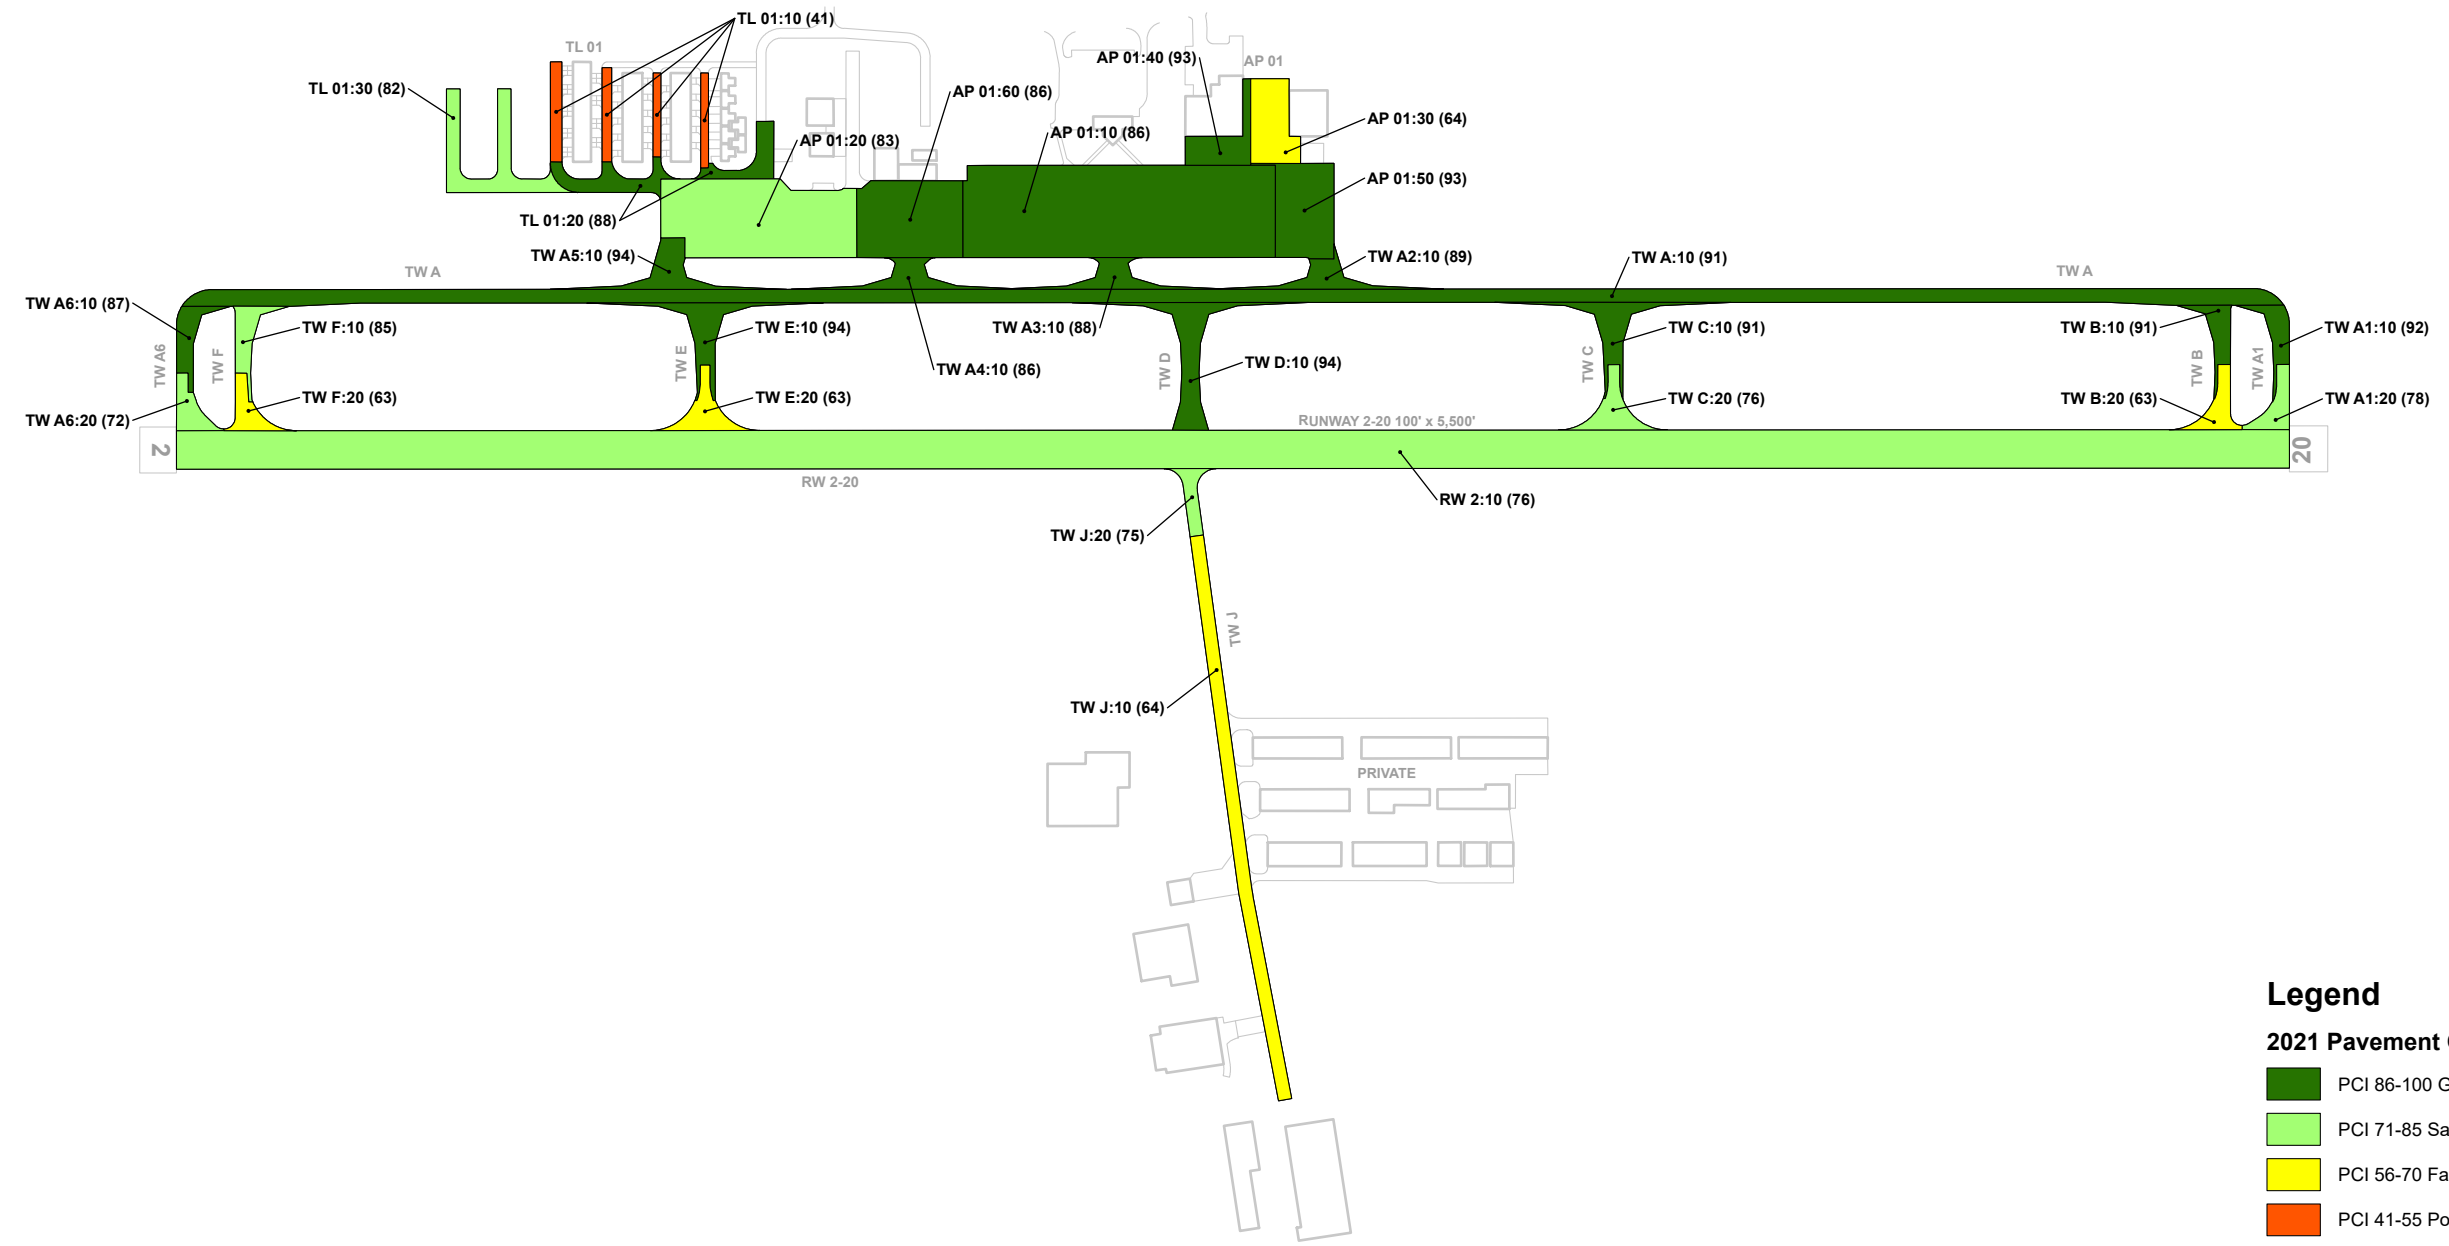 TL 01:10 (41)
TL 01
AP 01:40 (93)
AP 01
TL 01:30 (82)
AP 01:60 (86)
AP 01:30 (64)
AP 01:20 (83)
AP 01:10 (86)
AP 01:50 (93)
TL 01:20 (88)
TW A5:10 (94)
TW A2:10 (89)
TW A:10 (91)
TW A
TW A
TW A6:10 (87)
TW F:10 (85)
TW E:10 (94)
TW A3:10 (88)
TW C:10 (91)
TW B:10 (91)
TW A1:10 (92)
TW A6
TW F
TW E
TW A4:10 (86)
TW D
TW D:10 (94)
TW C
TW B
TW A1
TW F:20 (63)
TW E:20 (63)
TW C:20 (76)
TW B:20 (63)
TW A1:20 (78)
TW A6:20 (72)
RUNWAY 2-20 100' x 5,500'
2
20
RW 2-20
RW 2:10 (76)
TW J:20 (75)
TW J
TW J:10 (64)
PRIVATE
Legend
2021 Pavement
PCI 86-100 G
PCI 71-85 Sa
PCI 56-70 Fa
PCI 41-55 Po